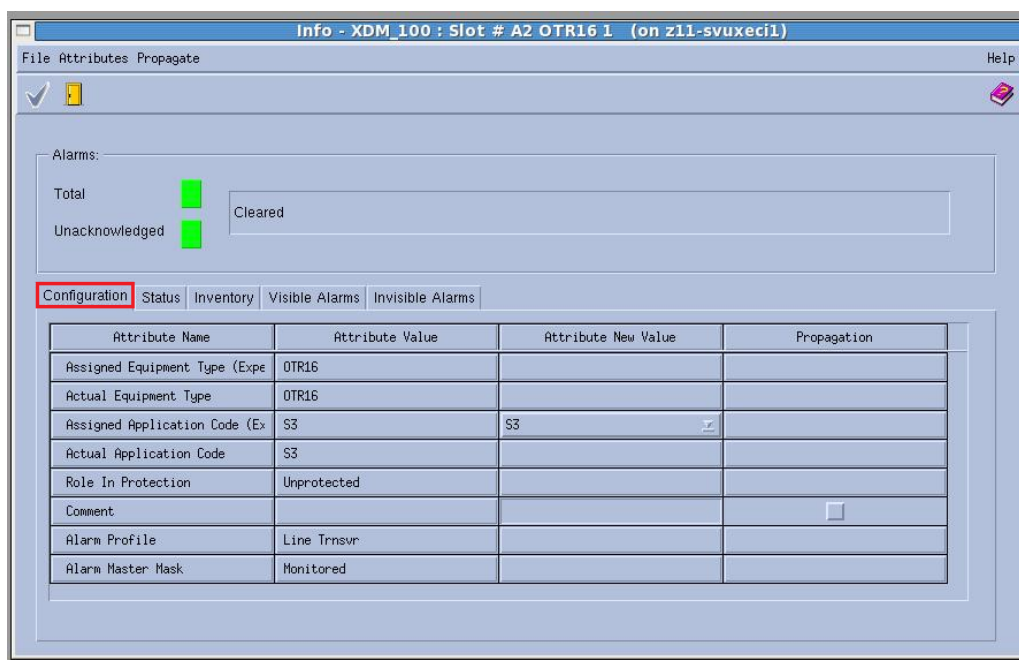 Info - XDM_100 : Slot # A2 OTR16 1 (on z11-svuxeci1)
File Attributes Propagate Help
Alarms:
Total
Cleared
Unacknowledged
Configuration Status Inventory Visible Alarms Invisible Alarms
Attribute Name Attribute Value Attribute New Value Propagation
Assigned Equipment Type (Expe OTR16
Actual Equipment Type OTR16
Assigned Application Code (Ex S3 S3
Actual Application Code S3
Role In Protection Unprotected
Comment
Alarm Profile Line Trnsvr
Alarm Master Mask Monitored